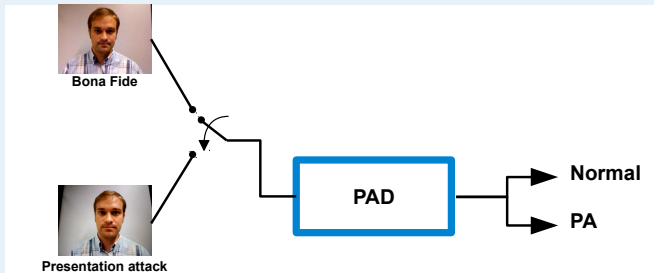 Bona Fide
Presentation attack
PAD
Normal
PA